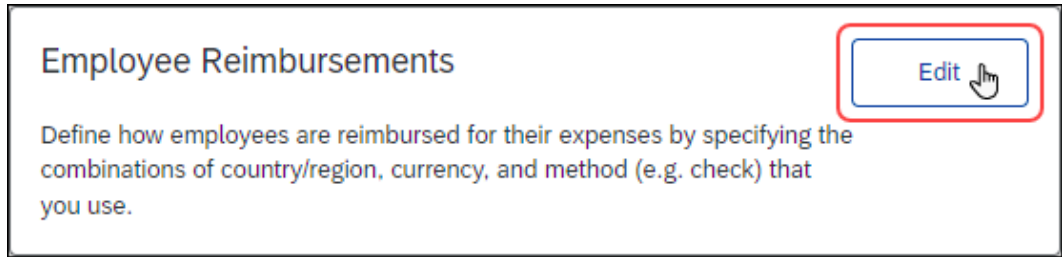 Employee Reimbursements
Edit
Define how employees are reimbursed for their expenses by specifying the
combinations of country/region, currency, and method (e.g. check) that
you use.